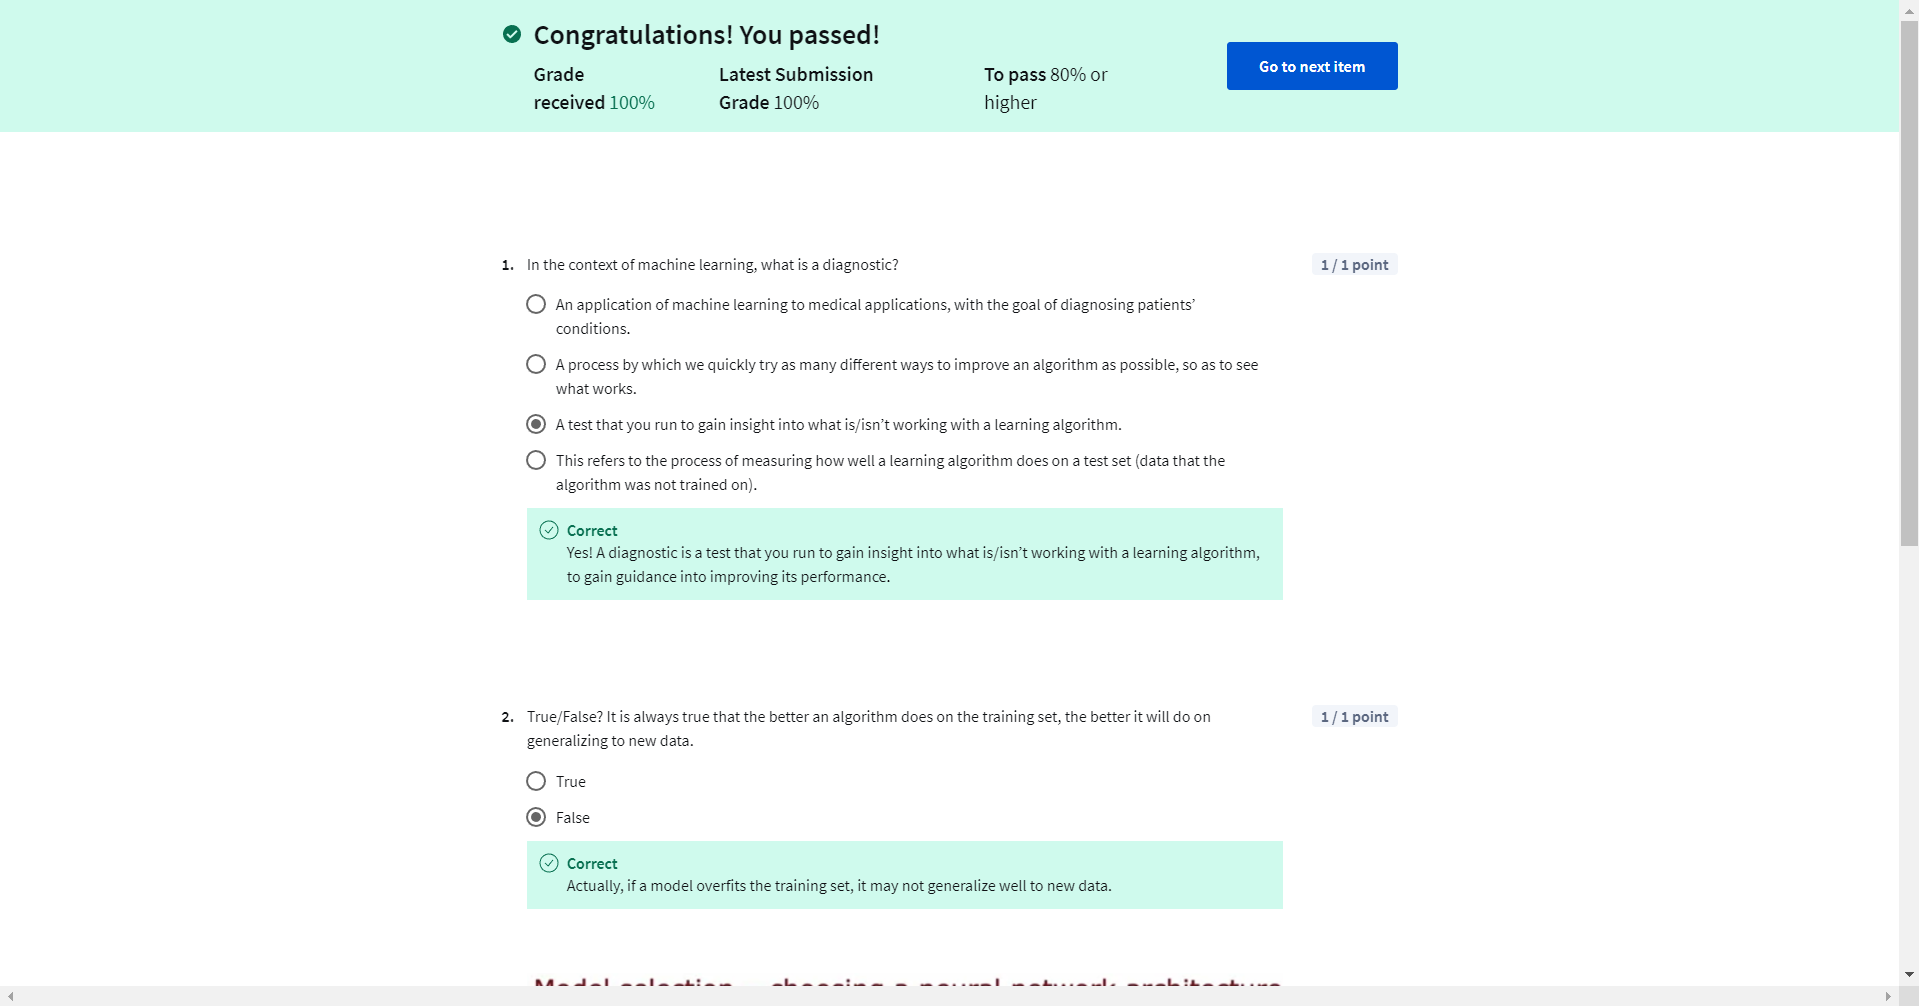 Congratulations! You passed!
Grade
received 100%
Latest Submission
Grade 100%
To pass 80% or
higher
Go to next item
1. In the context of machine learning, what is a diagnostic?
1 / 1 point
An application of machine learning to medical applications, with the goal of diagnosing patients’
conditions.
A process by which we quickly try as many different ways to improve an algorithm as possible, so as to see
what works.
A test that you run to gain insight into what is/isn’t working with a learning algorithm.
This refers to the process of measuring how well a learning algorithm does on a test set (data that the
algorithm was not trained on).
Correct
Yes! A diagnostic is a test that you run to gain insight into what is/isn’t working with a learning algorithm,
to gain guidance into improving its performance.
2. True/False? It is always true that the better an algorithm does on the training set, the better it will do on
generalizing to new data.
1 / 1 point
True
False
Correct
Actually, if a model overfits the training set, it may not generalize well to new data.
Model selection – choosing a neural network architecture